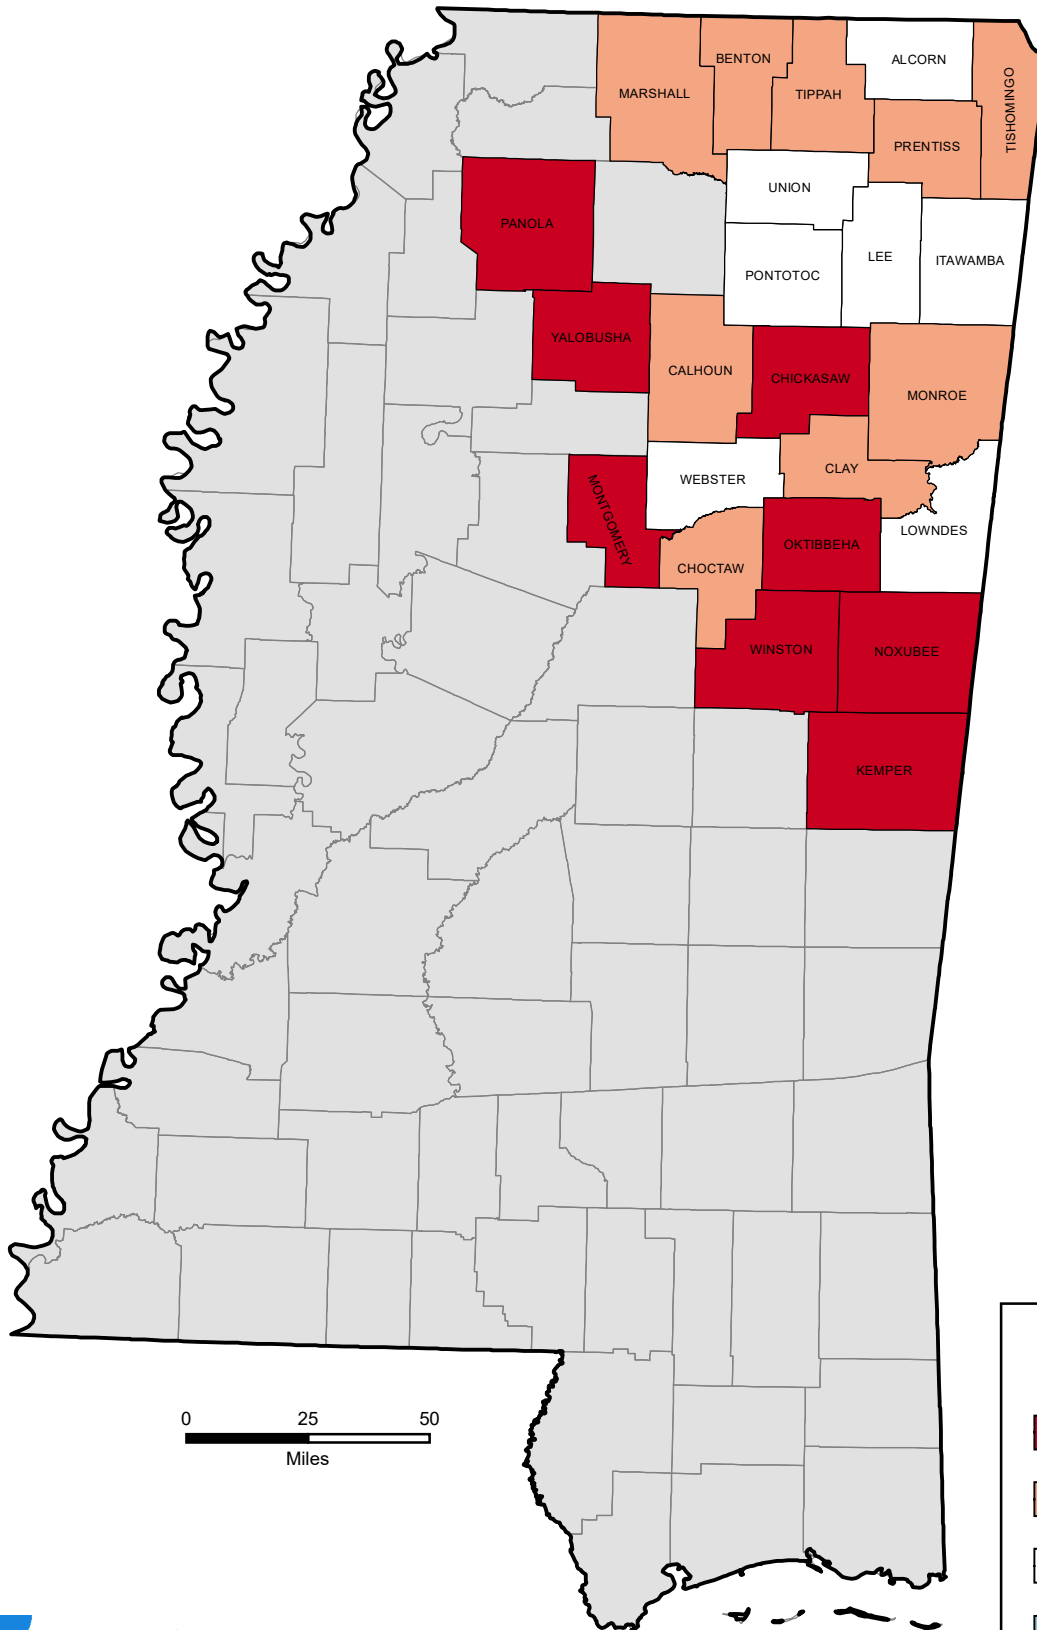 ALCORN
BENTON
TISHOMINGO
MARSHALL
TIPPAH
PRENTISS
UNION
PANOLA
LEE
ITAWAMBA
PONTOTOC
YALOBUSHA
CALHOUN
CHICKASAW
MONROE
CLAY
WEBSTER
MONTGOMERY
LOWNDES
OKTIBBEHA
CHOCTAW
WINSTON
NOXUBEE
KEMPER
0 25 50
Miles